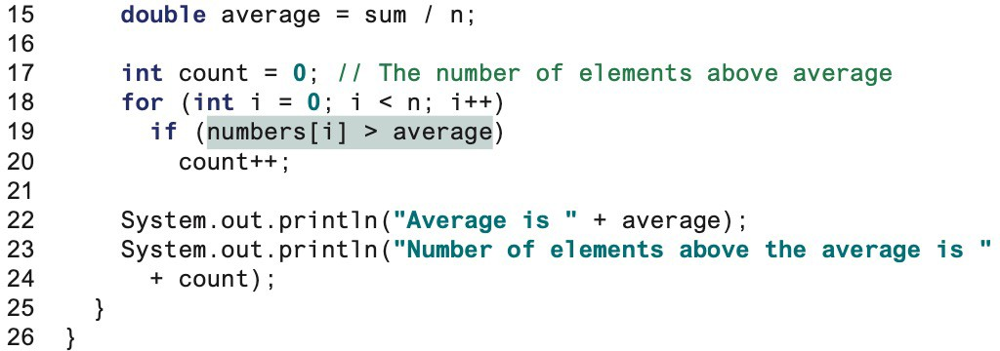 15 double average = sum / n;
16
17 int count = 0; // The number of elements above average
18 for (int i = 0; i < n; i++)
19 if (numbers[i] > average)
20 count++;
21
22 System.out.println("Average is " + average);
23 System.out.println("Number of elements above the average is "
24 + count);
25 }
26 }